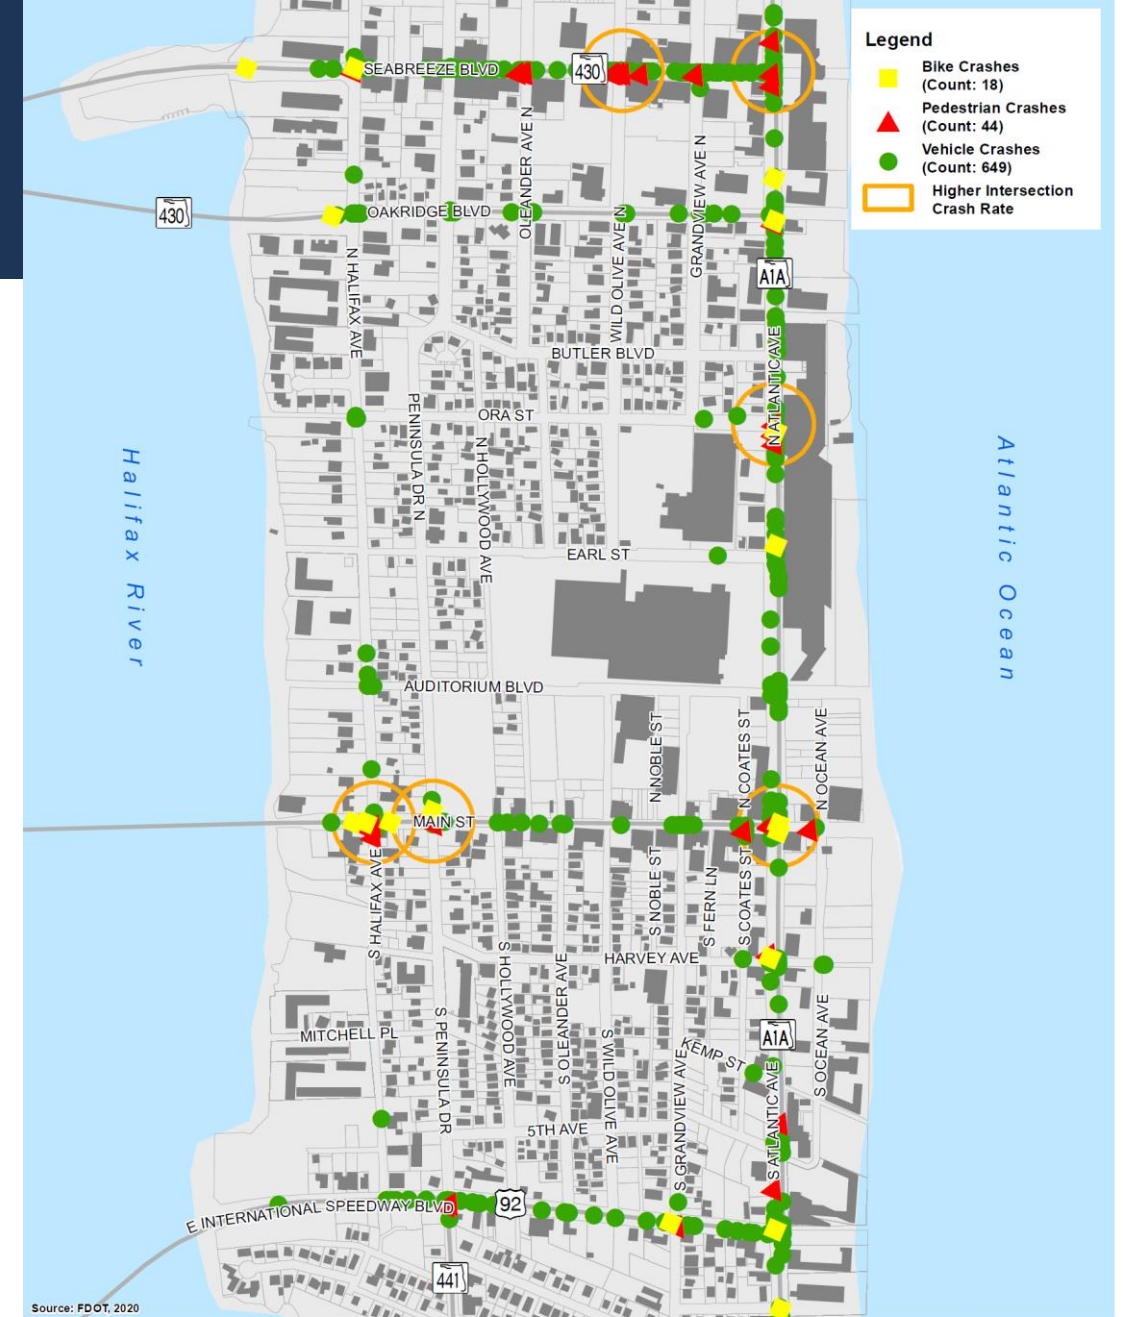 Legend
Bike Crashes
(Count: 18)
Pedestrian Crashes
(Count: 44)
Vehicle Crashes
(Count: 649)
Higher Intersection
Crash Rate
SEABREEZE BLVD
430
OLEANDER AVE N
GRANDVIEW AVE N
430
OAKRIDGE BLVD
WILD OLIVE AVE N
N HALIFAX AVE
A1A
BUTLER BLVD
N ATLANTIC AVE
PENINSULA DR N
ORA ST
N HOLLYWOOD AVE
Halifax River
Atlantic Ocean
EARL ST
AUDITORIUM BLVD
N NOBLE ST
N COATES ST
N OCEAN AVE
MAIN ST
S HALIFAX AVE
S NOBLE ST
S FERN LN
S COATES ST
HARVEY AVE
S HOLLYWOOD AVE
S OLEANDER AVE
MITCHELL PL
S PENINSULA DR
S WILD OLIVE AVE
S GRANDVIEW AVE
KEMP ST
A1A
S OCEAN AVE
S ATLANTIC AVE
5TH AVE
E INTERNATIONAL SPEEDWAY BLVD
92
441
Source: FDOT, 2020